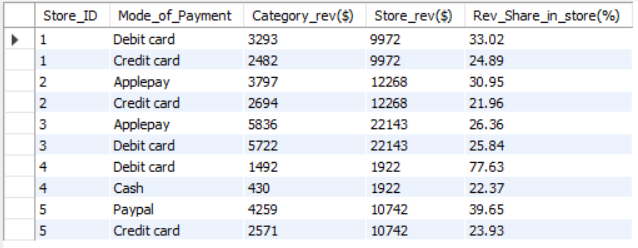 Store_ID Mode_of_Payment Category_rev($) Store_rev($) Rev_Share_in_store(%)
1 Debit card 3293 9972 33.02
1 Credit card 2482 9972 24.89
2 Applepay 3797 12268 30.95
2 Credit card 2694 12268 21.96
3 Applepay 5836 22143 26.36
3 Debit card 5722 22143 25.84
4 Debit card 1492 1922 77.63
4 Cash 430 1922 22.37
5 Paypal 4259 10742 39.65
5 Credit card 2571 10742 23.93